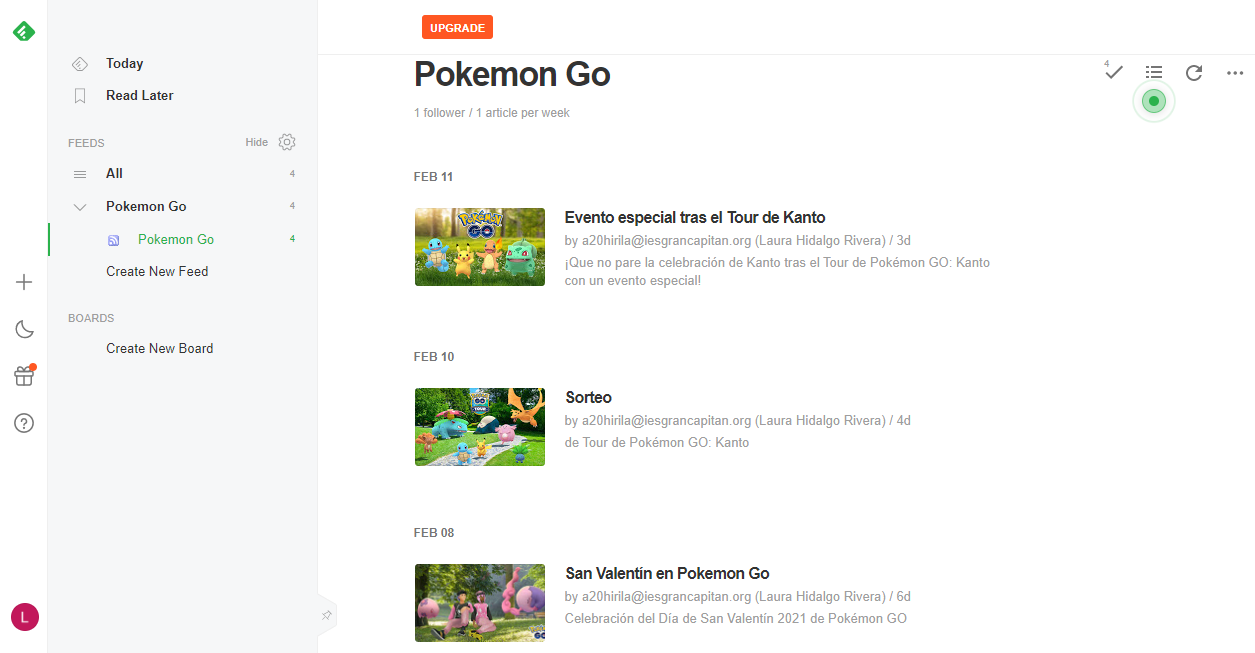 UPGRADE
Today
Read Later
FEEDS
Hide
All
4
Pokemon Go
4
Pokemon Go
4
Create New Feed
BOARDS
Create New Board
L
Pokemon Go
4
1 follower / 1 article per week
FEB 11
POKÉMON
GO
Evento especial tras el Tour de Kanto
by a20hirila@iesgrancapitan.org (Laura Hidalgo Rivera) / 3d
¡Que no pare la celebración de Kanto tras el Tour de Pokémon GO: Kanto
con un evento especial!
FEB 10
GO
TOUR
Sorteo
by a20hirila@iesgrancapitan.org (Laura Hidalgo Rivera) / 4d
de Tour de Pokémon GO: Kanto
FEB 08
GO
San Valentín en Pokemon Go
by a20hirila@iesgrancapitan.org (Laura Hidalgo Rivera) / 6d
Celebración del Día de San Valentín 2021 de Pokémon GO